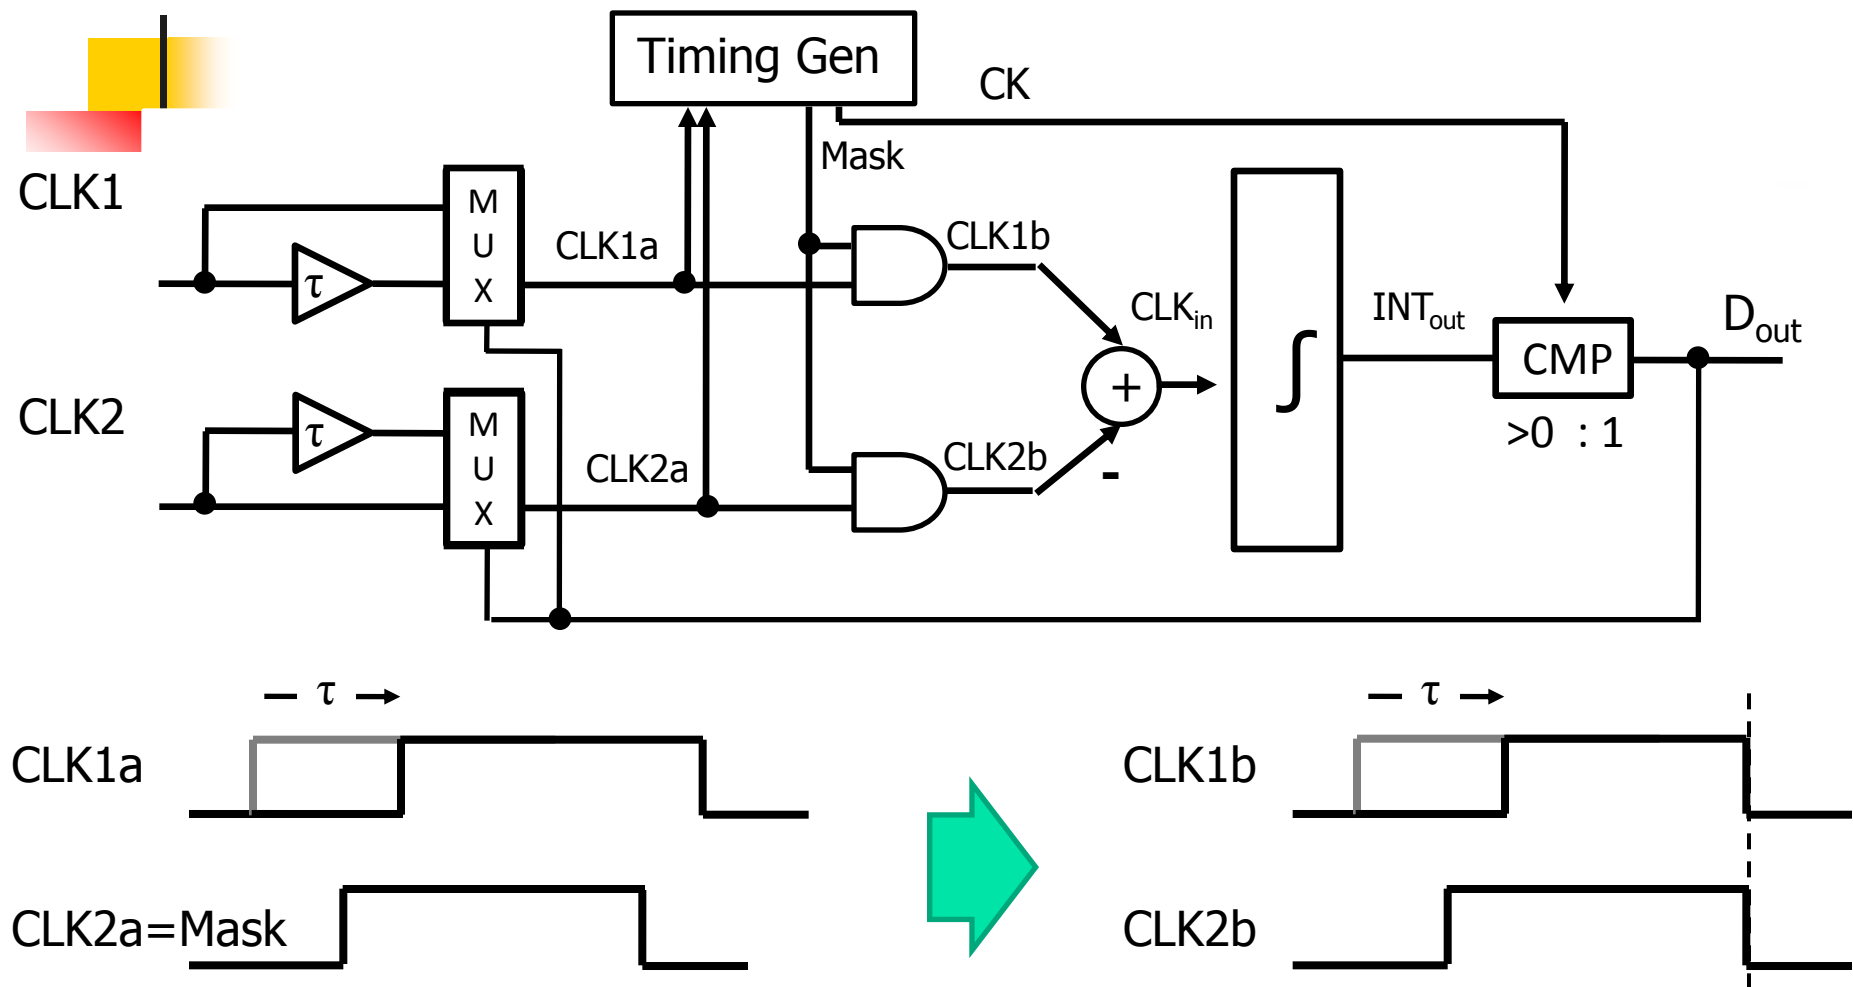 Timing Gen
CK
Mask
CLK1
M
U
X
τ
CLK1a
CLK1b
CLKin
INTout
Dout
CMP
>0 : 1
∫
+
-
CLK2
τ
M
U
X
CLK2a
CLK2b
τ
CLK1a
CLK2a=Mask
τ
CLK1b
CLK2b